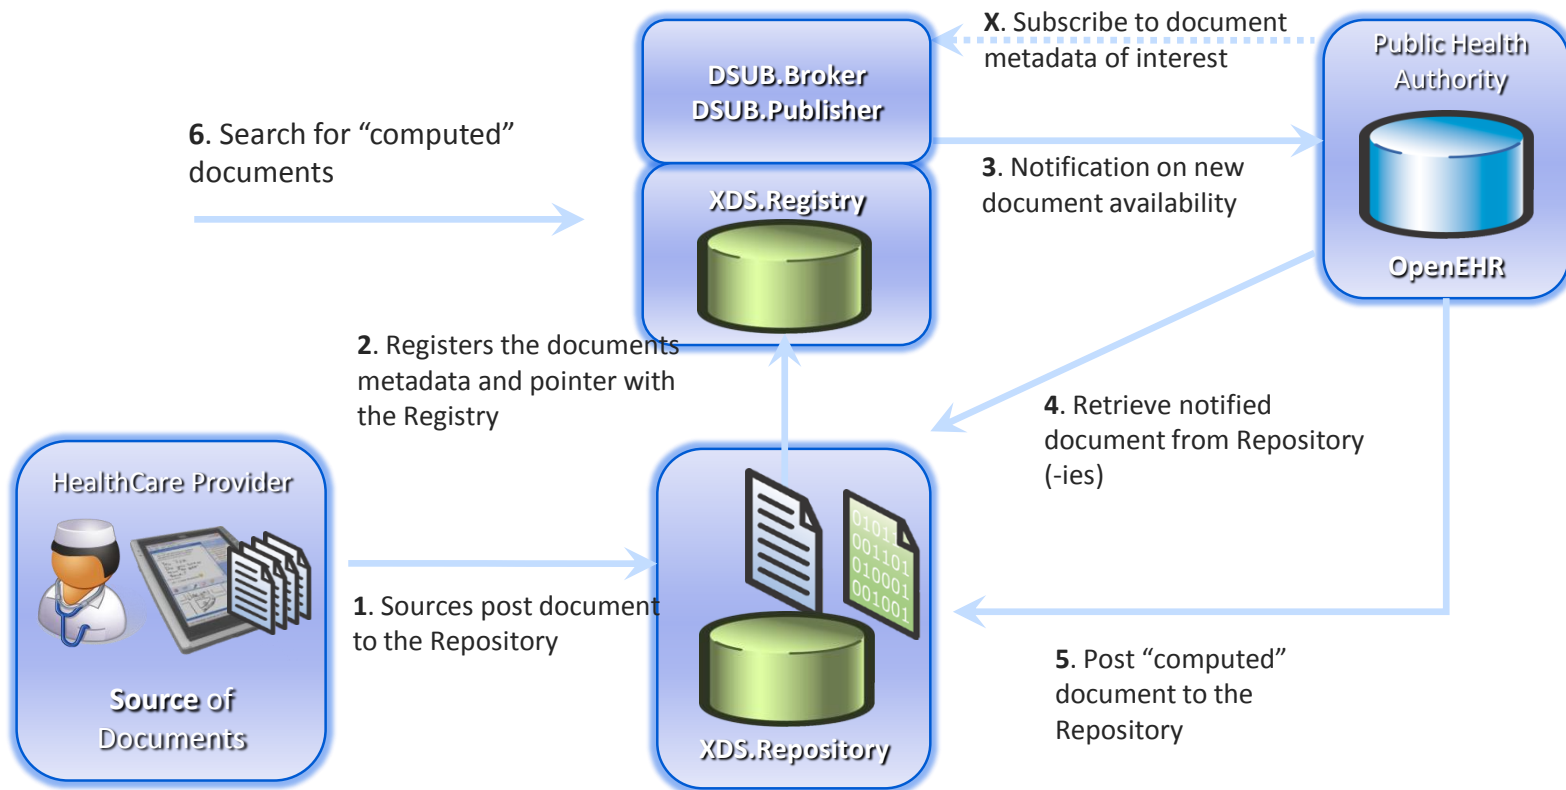 X. Subscribe to document
metadata of interest
Public Health
Authority
OpenEHR
DSUB.Broker
DSUB.Publisher
6. Search for “computed”
documents
3. Notification on new
document availability
XDS.Registry
2. Registers the documents
metadata and pointer with
the Registry
4. Retrieve notified
document from Repository
(-ies)
HealthCare Provider
Source of
Documents
1. Sources post document
to the Repository
001101
010001
001001
XDS.Repository
5. Post “computed”
document to the
Repository